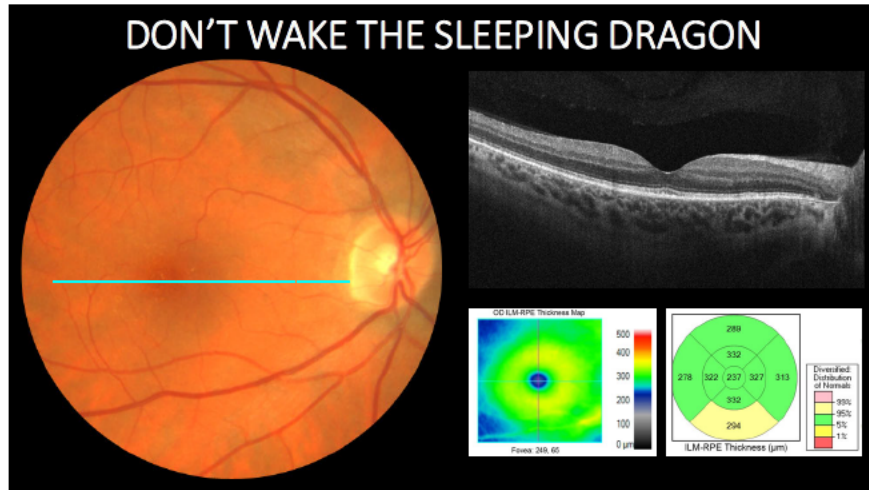 DON'T WAKE THE SLEEPING DRAGON
OD ILM-RPE Thickness Map
500
400
300
200
100
0 µm
Fovea: 249, 65
289
332
278 322 237 327 313
332
294
ILM-RPE Thickness (µm)
Diversified:
Distribution
of Normals
99%
95%
5%
1%